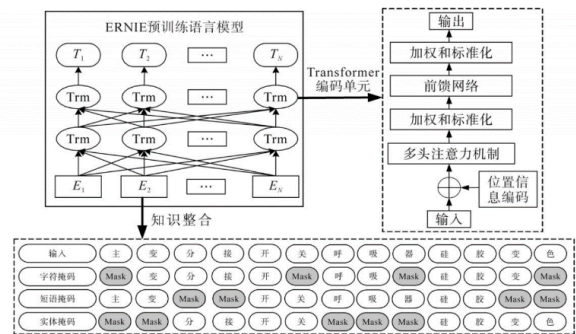 ERNIE预训练语言模型
T1 T2 ... TN
Trm Trm ... Trm
Trm Trm ... Trm
E1 E2 ... EN
Transformer
编码单元
输出
加权和标准化
前馈网络
加权和标准化
多头注意力机制
位置信
息编码
输入
知识整合
输入 主 变 分 接 开 关 呼 吸 器 硅 胶 变 色
字符掩码 Mask 变 分 接 开 Mask 呼 吸 Mask 硅 胶 变 Mask
短语掩码 主 变 Mask Mask 开 关 呼 吸 器 硅 胶 Mask Mask
实体掩码 Mask Mask 分 接 开 关 Mask Mask Mask 硅 胶 变 色